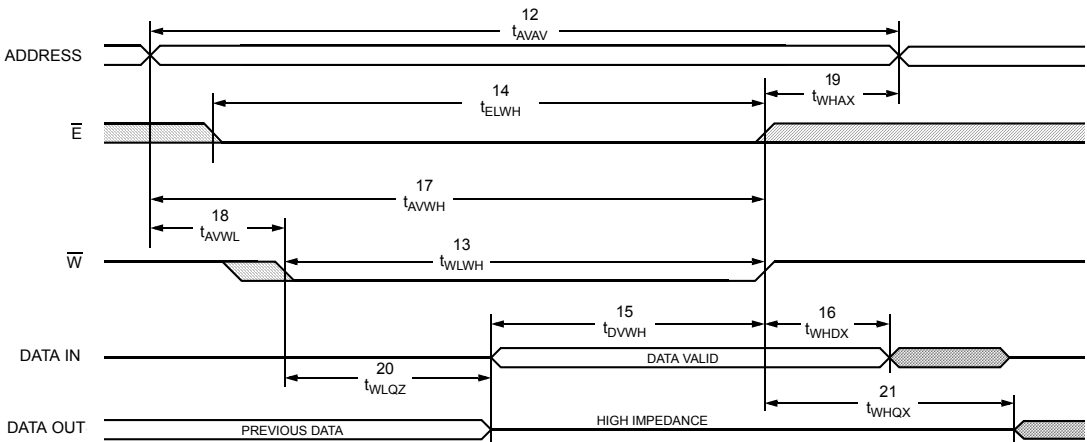 12
tAVAV
ADDRESS
19
tWHAX
14
tELWH
E̅
17
tAVWH
18
tAVWL
13
tWLWH
W̅
15
tDVWH
16
tWHDX
DATA IN
DATA VALID
20
tWLQZ
21
tWHQX
DATA OUT
PREVIOUS DATA
HIGH IMPEDANCE